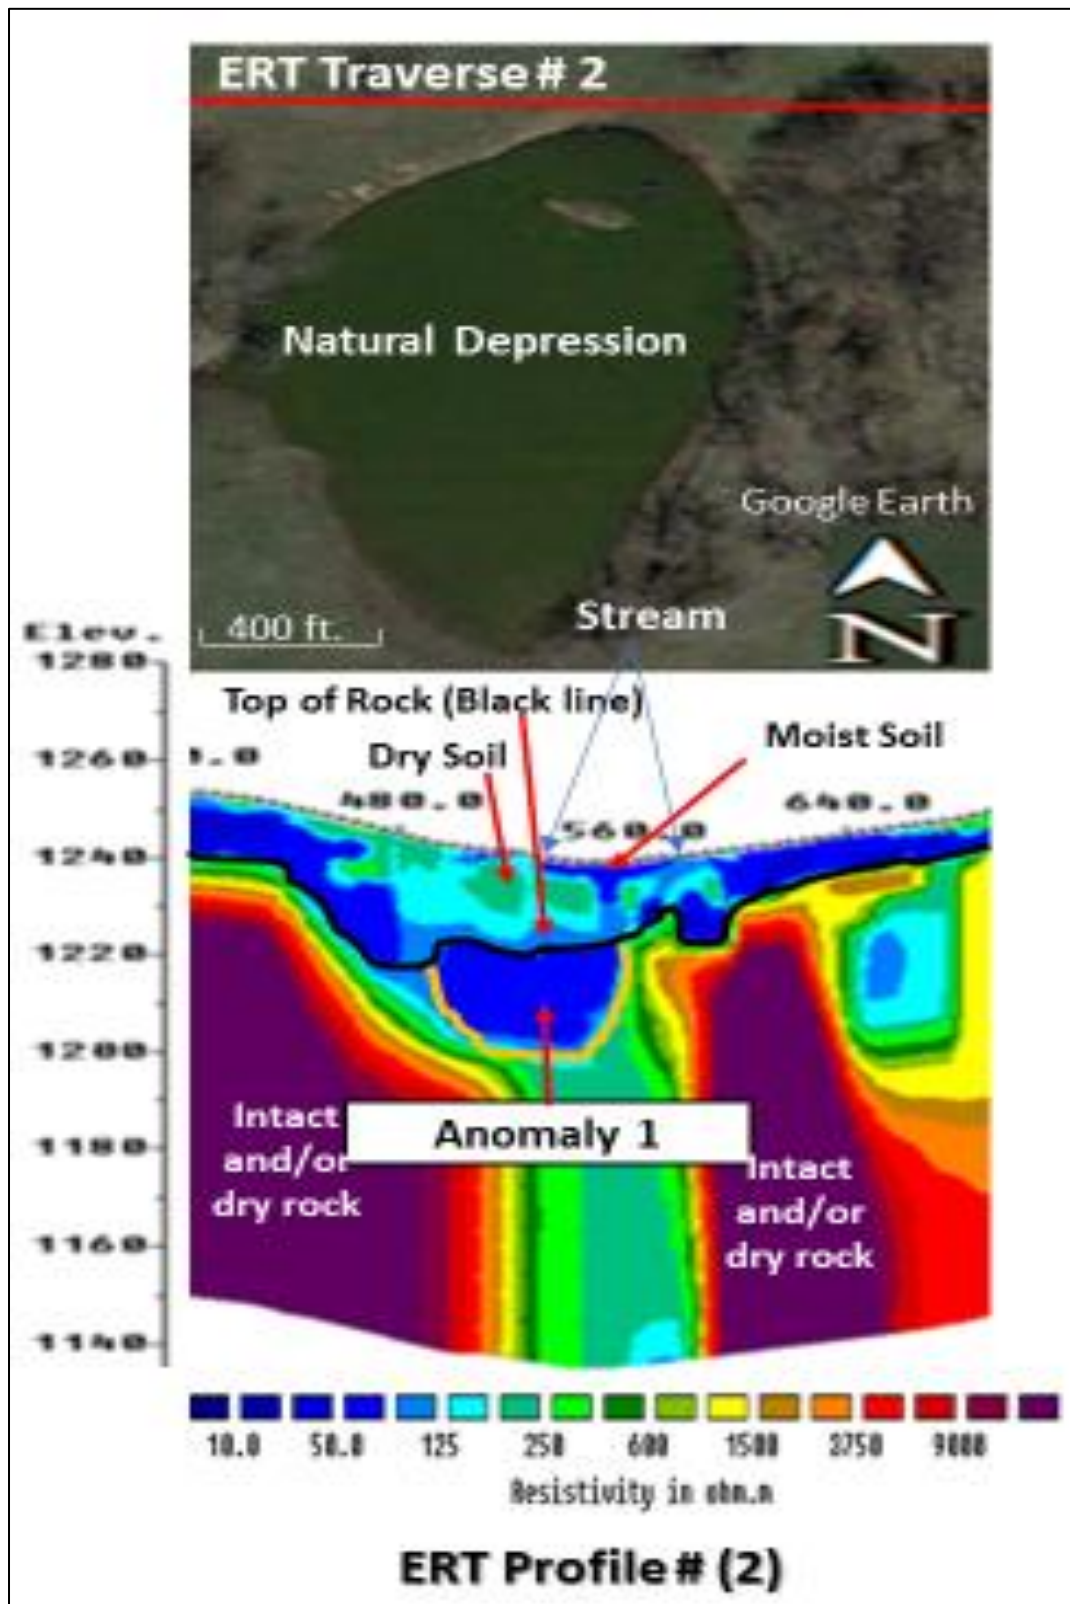 ERT Traverse # 2
Natural Depression
Google Earth
N
Stream
400 ft.
Elev.
1280
Top of Rock (Black line)
Moist Soil
1260
Dry Soil
480.0
640.0
560.0
1240
1220
1200
Intact
and/or
dry rock
Anomaly 1
1180
Intact
and/or
dry rock
1160
1140
10.0 50.0 125 250 600 1500 3750 9000
Resistivity in ohm.m
ERT Profile # (2)